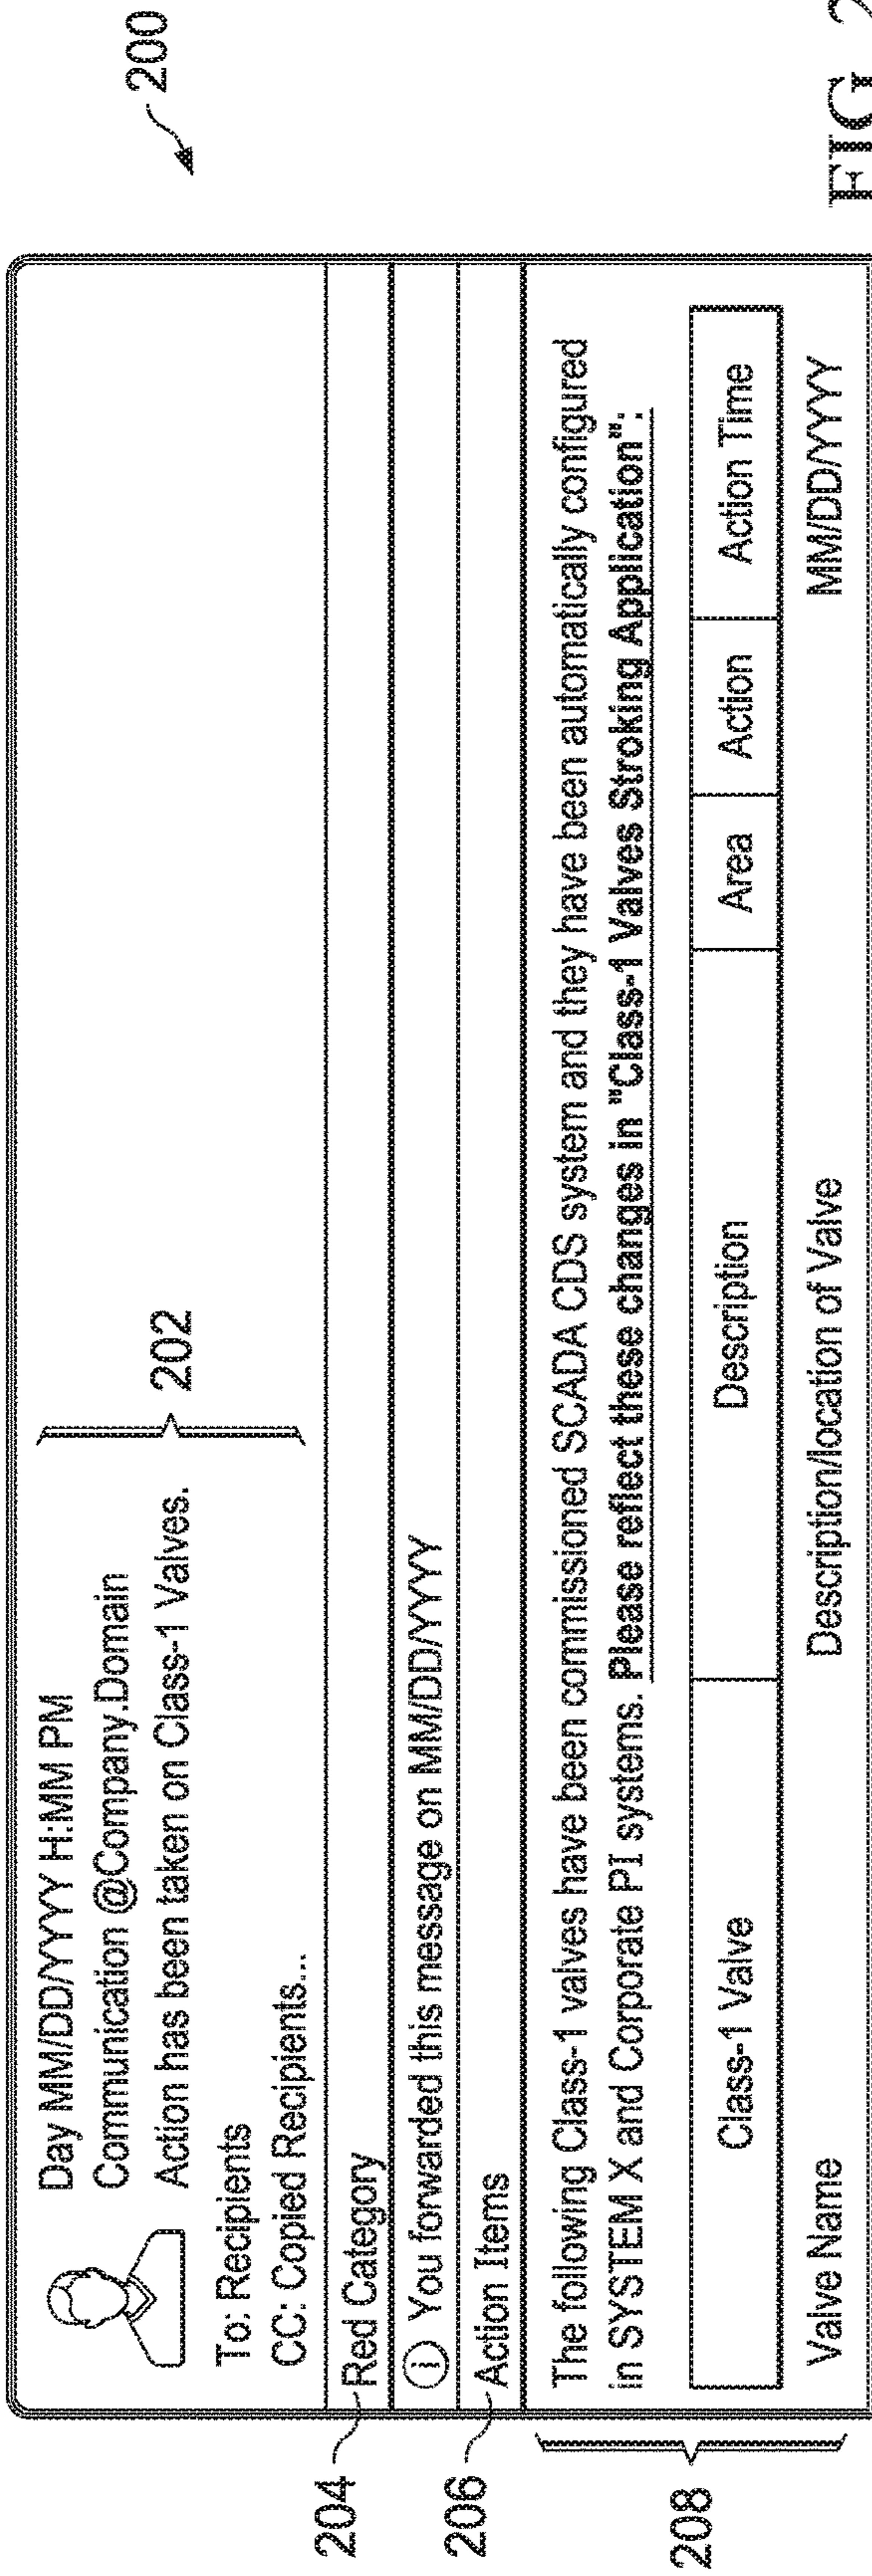 200
Day MM/DD/YYYY H:MM PM
Communication @Company.Domain
Action has been taken on Class-1 Valves.
202
To: Recipients
CC: Copied Recipients...
204
Red Category
You forwarded this message on MM/DD/YYYY
206
Action Items
208
The following Class-1 valves have been commissioned SCADA CDS system and they have been automatically configured
in SYSTEM X and Corporate PI systems. Please reflect these changes in "Class-1 Valves Stroking Application":
Class-1 Valve Description Area Action Action Time
Valve Name Description/location of Valve MM/DD/YYYY
FIG. 2